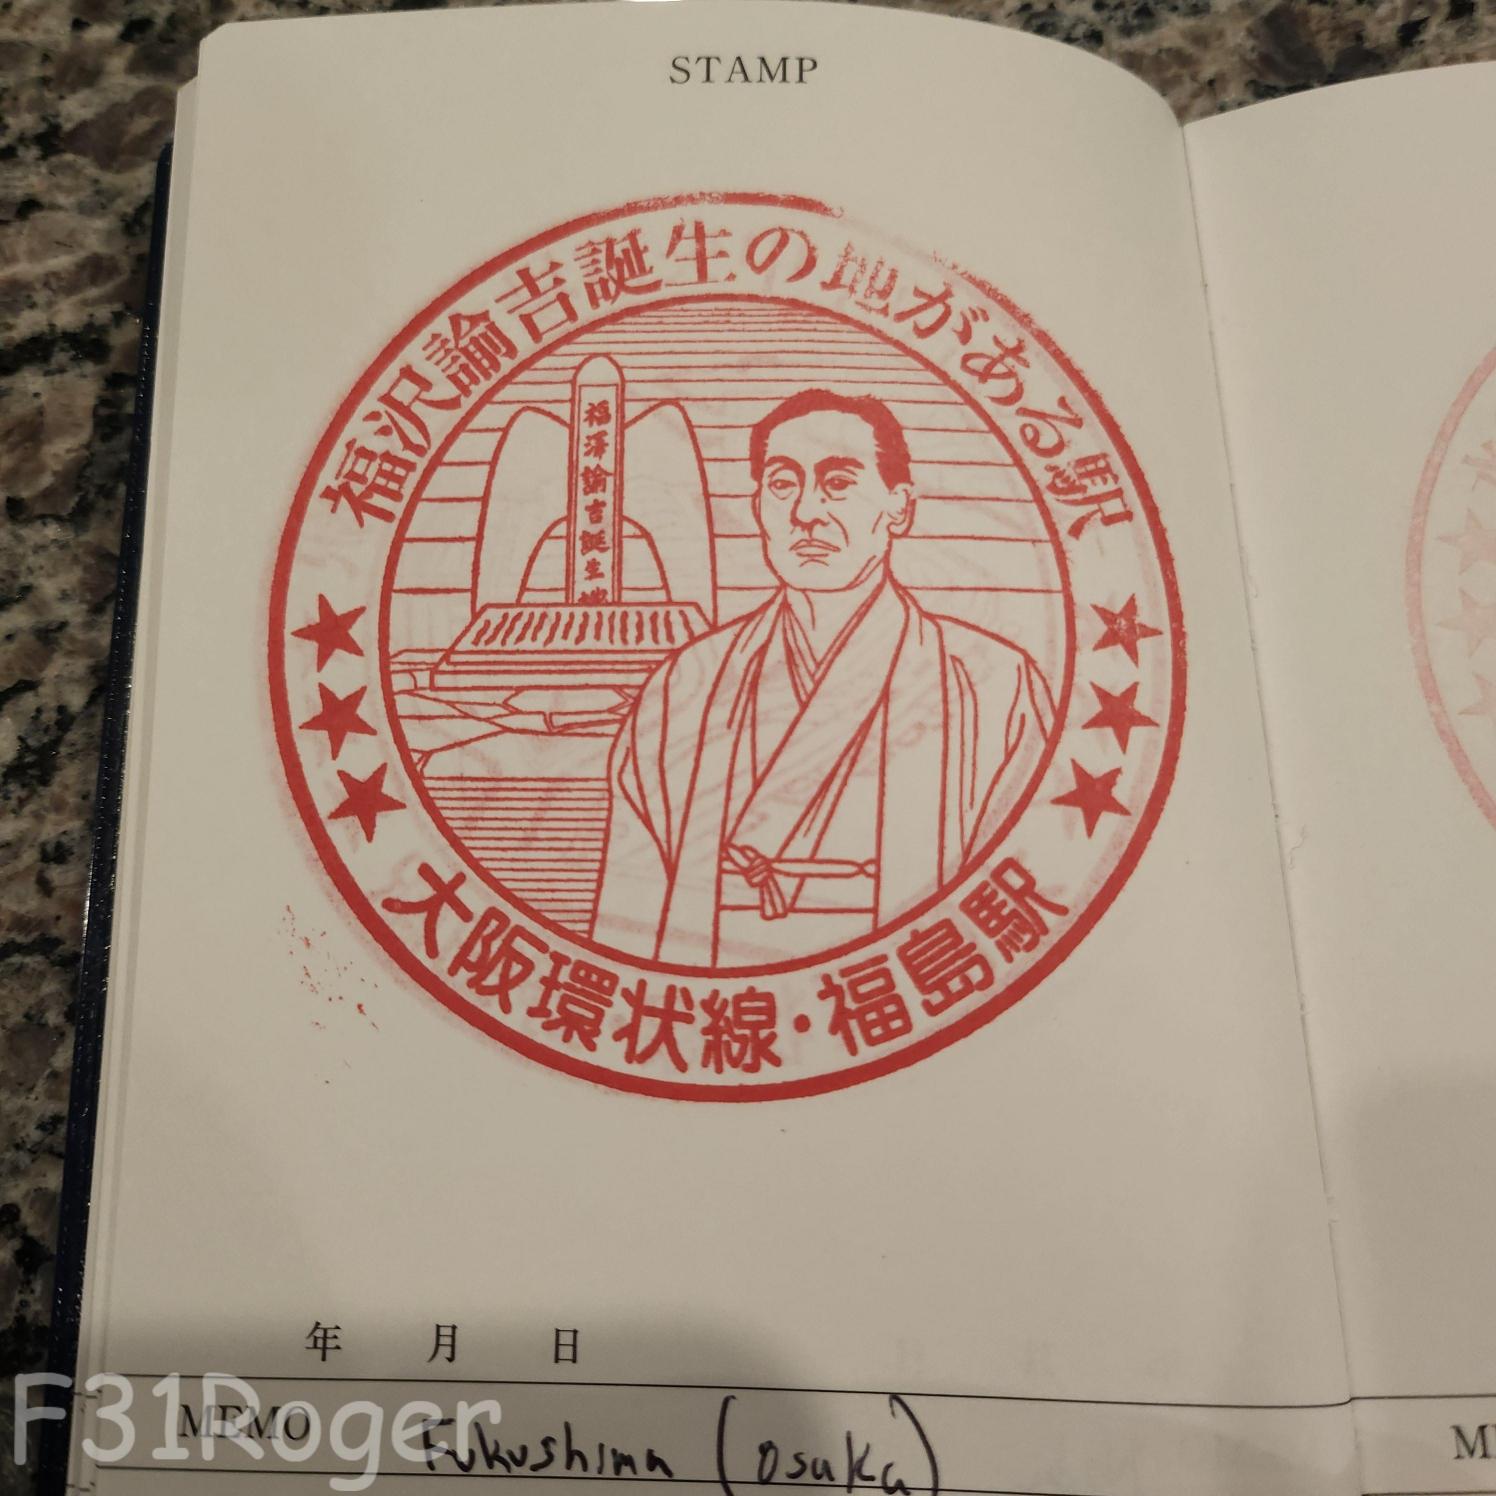 STAMP
福沢諭吉誕生の地がある駅
福澤諭吉誕生地
大阪環状線・福島駅
年 月 日
MEMO
Fukushima (osaka)
F31Roger